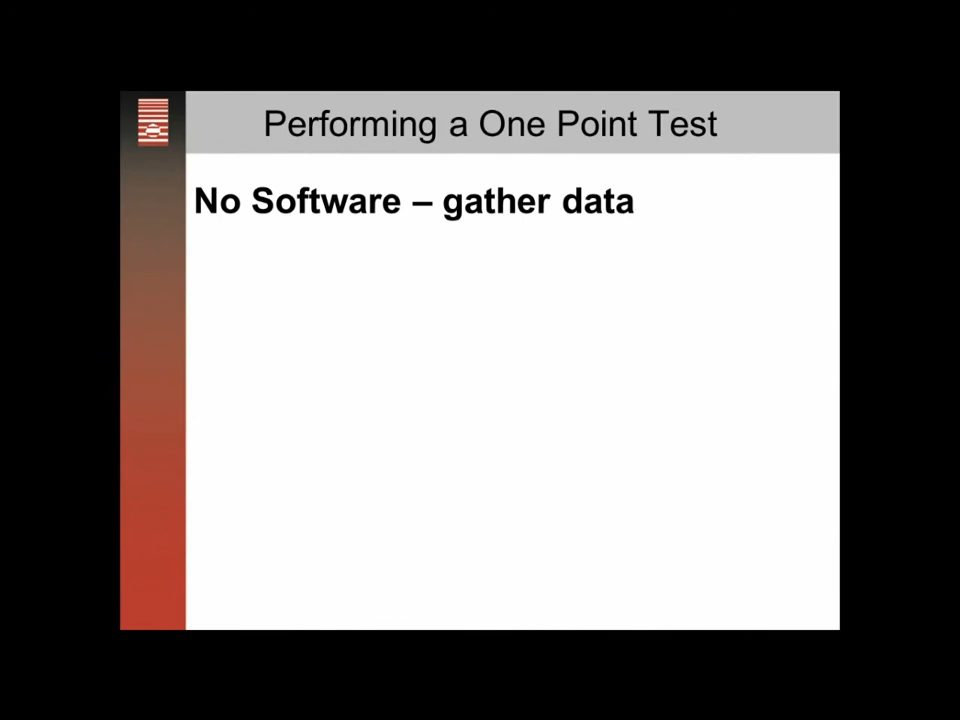 Performing a One Point Test
No Software – gather data